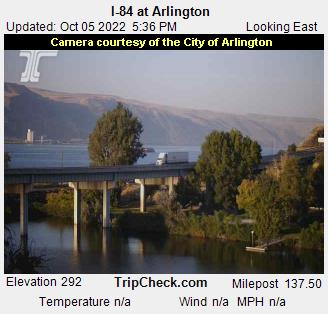 I-84 at Arlington
Updated: Oct 05 2022 5:36 PM Looking East
Camera courtesy of the City of Arlington
Elevation 292 TripCheck.com Milepost 137.50
Temperature n/a Wind n/a MPH n/a